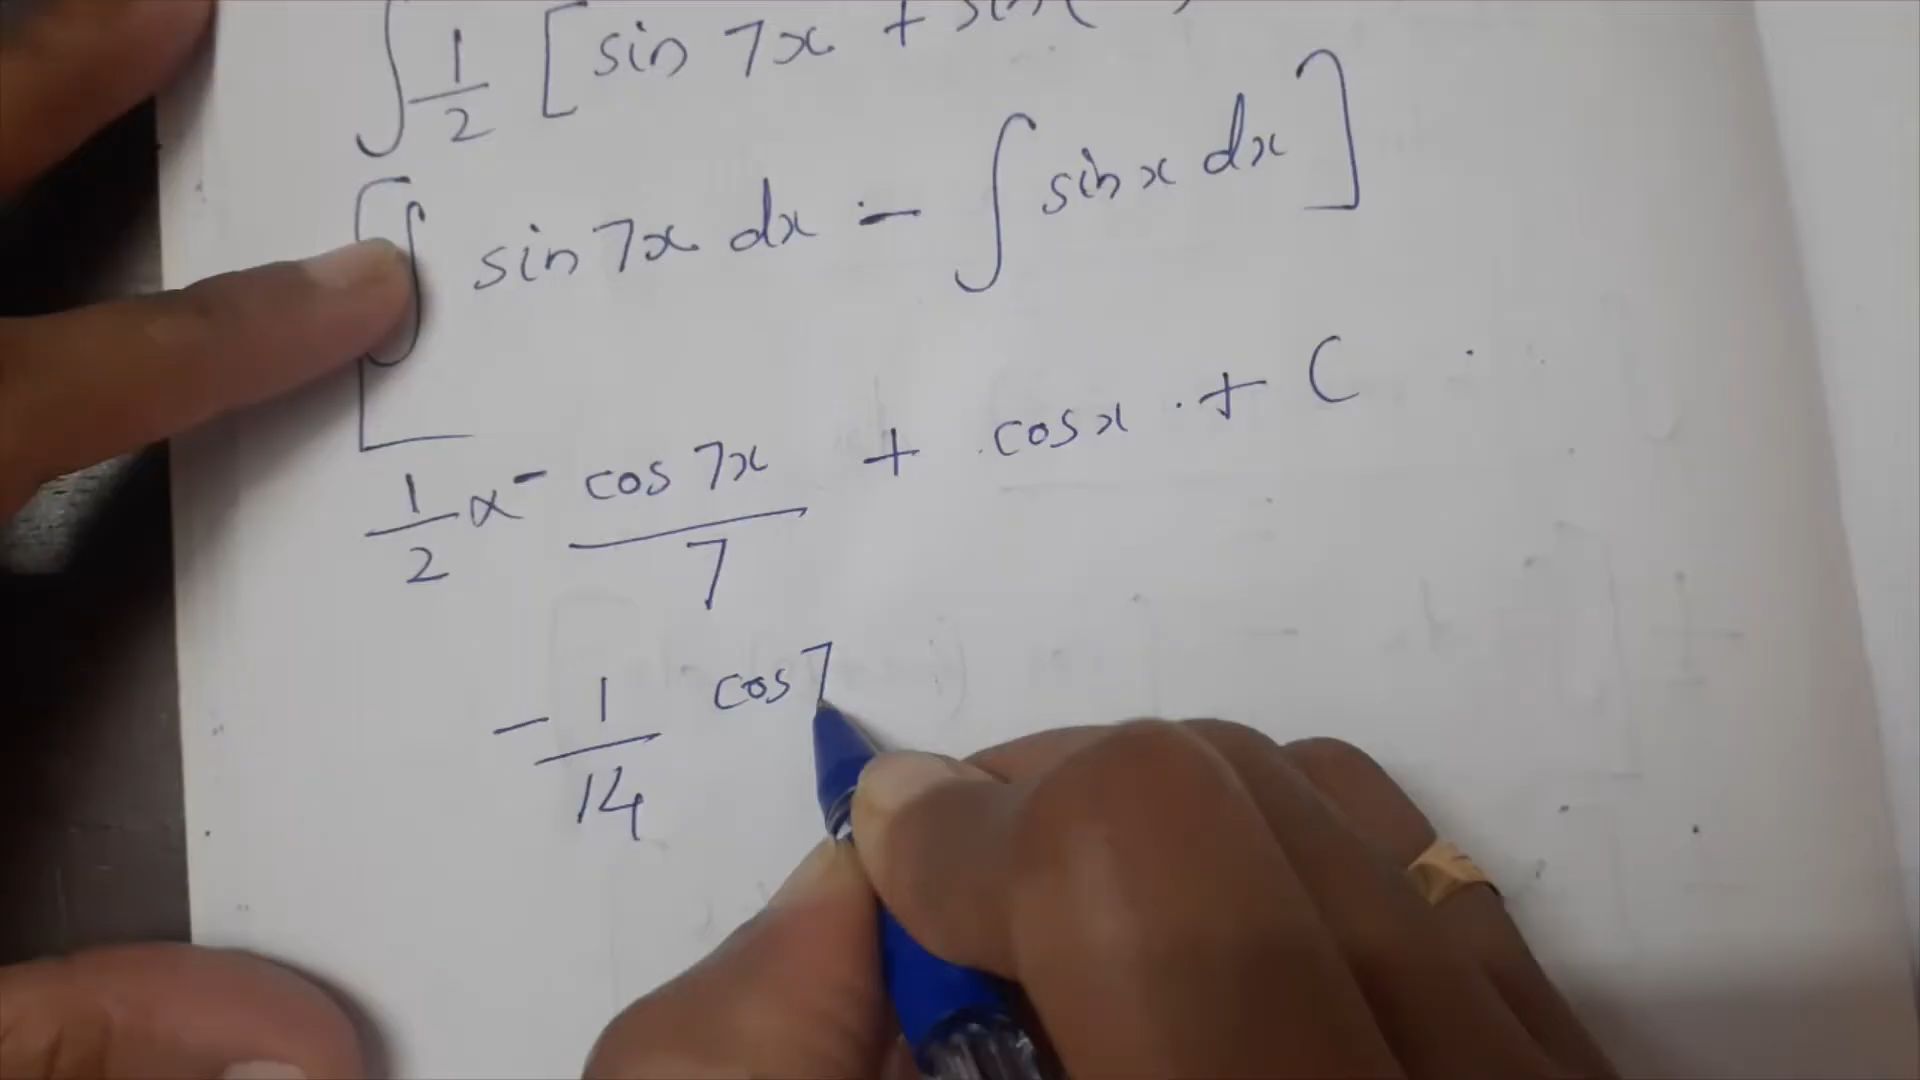 ∫ 1/2 [ sin 7x + sin(
[ ∫ sin 7x dx - ∫ sin x dx ]
1/2 x - cos 7x / 7 + cos x . + C
- 1/14 cos 7